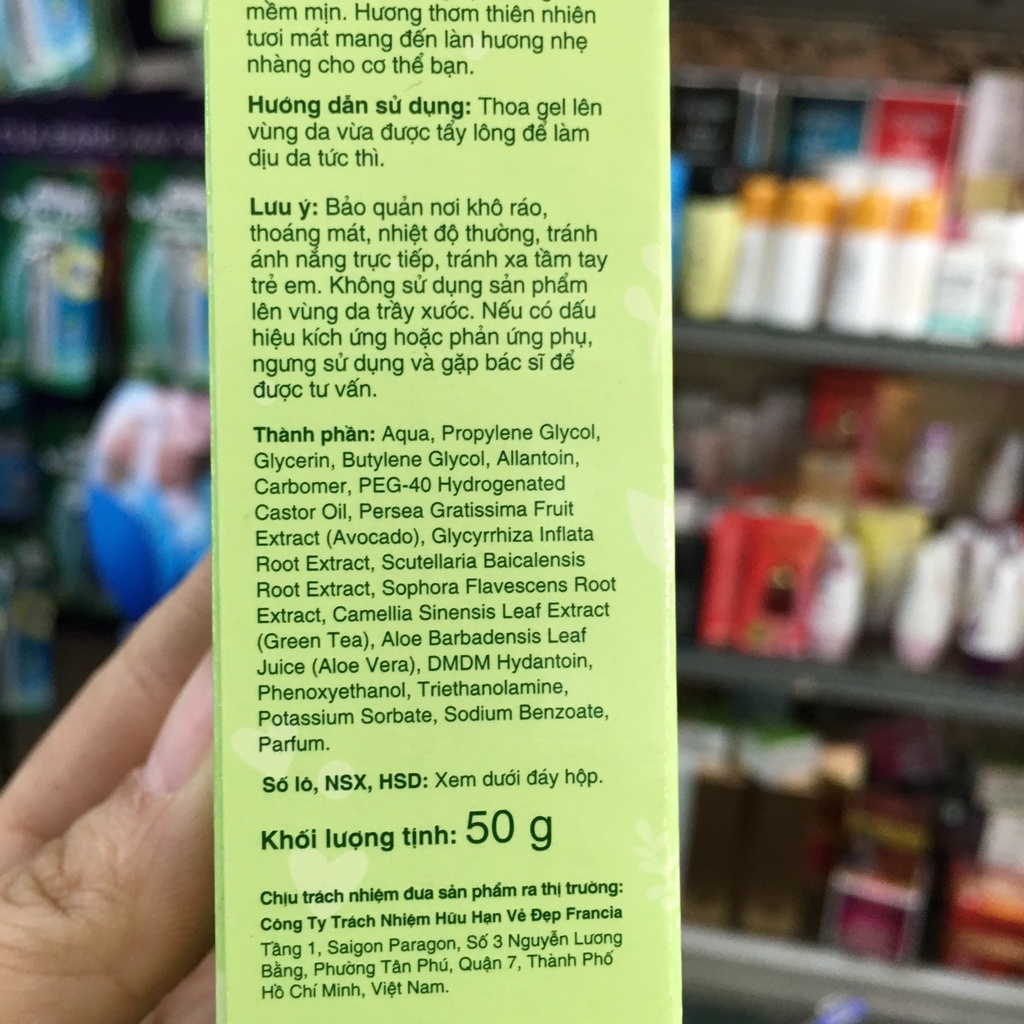 mềm mịn. Hương thơm thiên nhiên
tươi mát mang đến làn hương nhẹ
nhàng cho cơ thể bạn.
Hướng dẫn sử dụng: Thoa gel lên
vùng da vừa được tẩy lông để làm
dịu da tức thì.
Lưu ý: Bảo quản nơi khô ráo,
thoáng mát, nhiệt độ thường, tránh
ánh nắng trực tiếp, tránh xa tầm tay
trẻ em. Không sử dụng sản phẩm
lên vùng da trầy xước. Nếu có dấu
hiệu kích ứng hoặc phản ứng phụ,
ngưng sử dụng và gặp bác sĩ để
được tư vấn.
Thành phần: Aqua, Propylene Glycol,
Glycerin, Butylene Glycol, Allantoin,
Carbomer, PEG-40 Hydrogenated
Castor Oil, Persea Gratissima Fruit
Extract (Avocado), Glycyrrhiza Inflata
Root Extract, Scutellaria Baicalensis
Root Extract, Sophora Flavescens Root
Extract, Camellia Sinensis Leaf Extract
(Green Tea), Aloe Barbadensis Leaf
Juice (Aloe Vera), DMDM Hydantoin,
Phenoxyethanol, Triethanolamine,
Potassium Sorbate, Sodium Benzoate,
Parfum.
Số lô, NSX, HSD: Xem dưới đáy hộp.
Khối lượng tịnh: 50 g
Chịu trách nhiệm đưa sản phẩm ra thị trường:
Công Ty Trách Nhiệm Hữu Hạn Vẻ Đẹp Francia
Tầng 1, Saigon Paragon, Số 3 Nguyễn Lương
Bằng, Phường Tân Phú, Quận 7, Thành Phố
Hồ Chí Minh, Việt Nam.